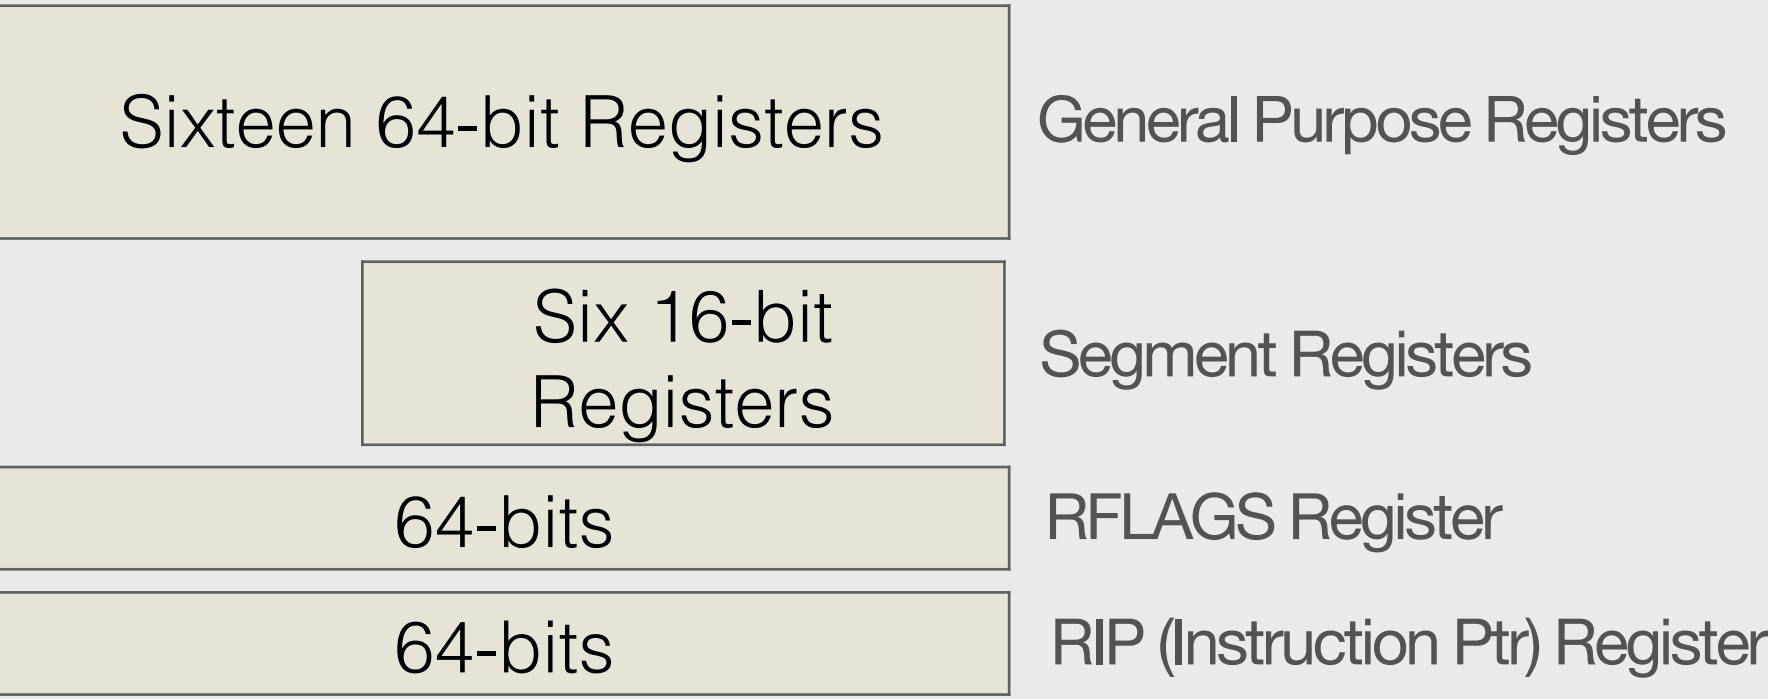 Sixteen 64-bit Registers General Purpose Registers
Six 16-bit
Registers
Segment Registers
64-bits RFLAGS Register
64-bits RIP (Instruction Ptr) Register